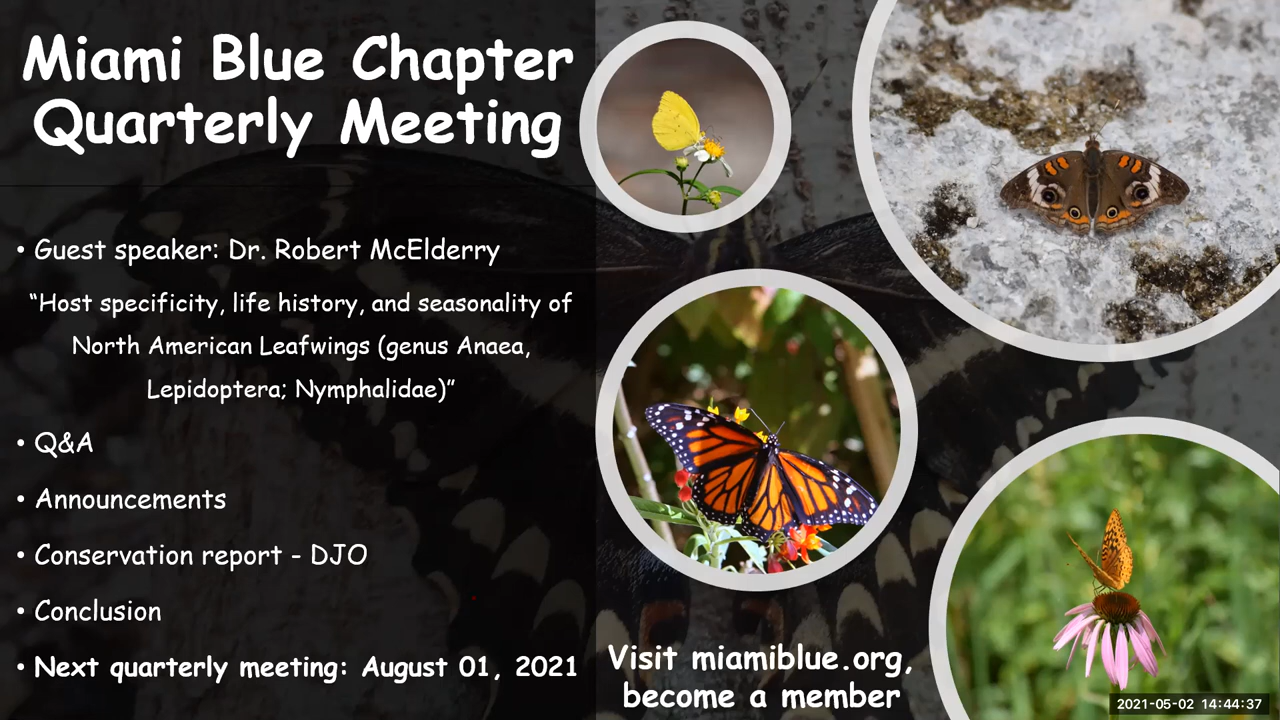 Miami Blue Chapter
Quarterly Meeting
• Guest speaker: Dr. Robert McElderry
“Host specificity, life history, and seasonality of
North American Leafwings (genus Anaea,
Lepidoptera; Nymphalidae)”
• Q&A
• Announcements
• Conservation report - DJO
• Conclusion
• Next quarterly meeting: August 01, 2021
Visit miamiblue.org,
become a member
2021-05-02 14:44:37